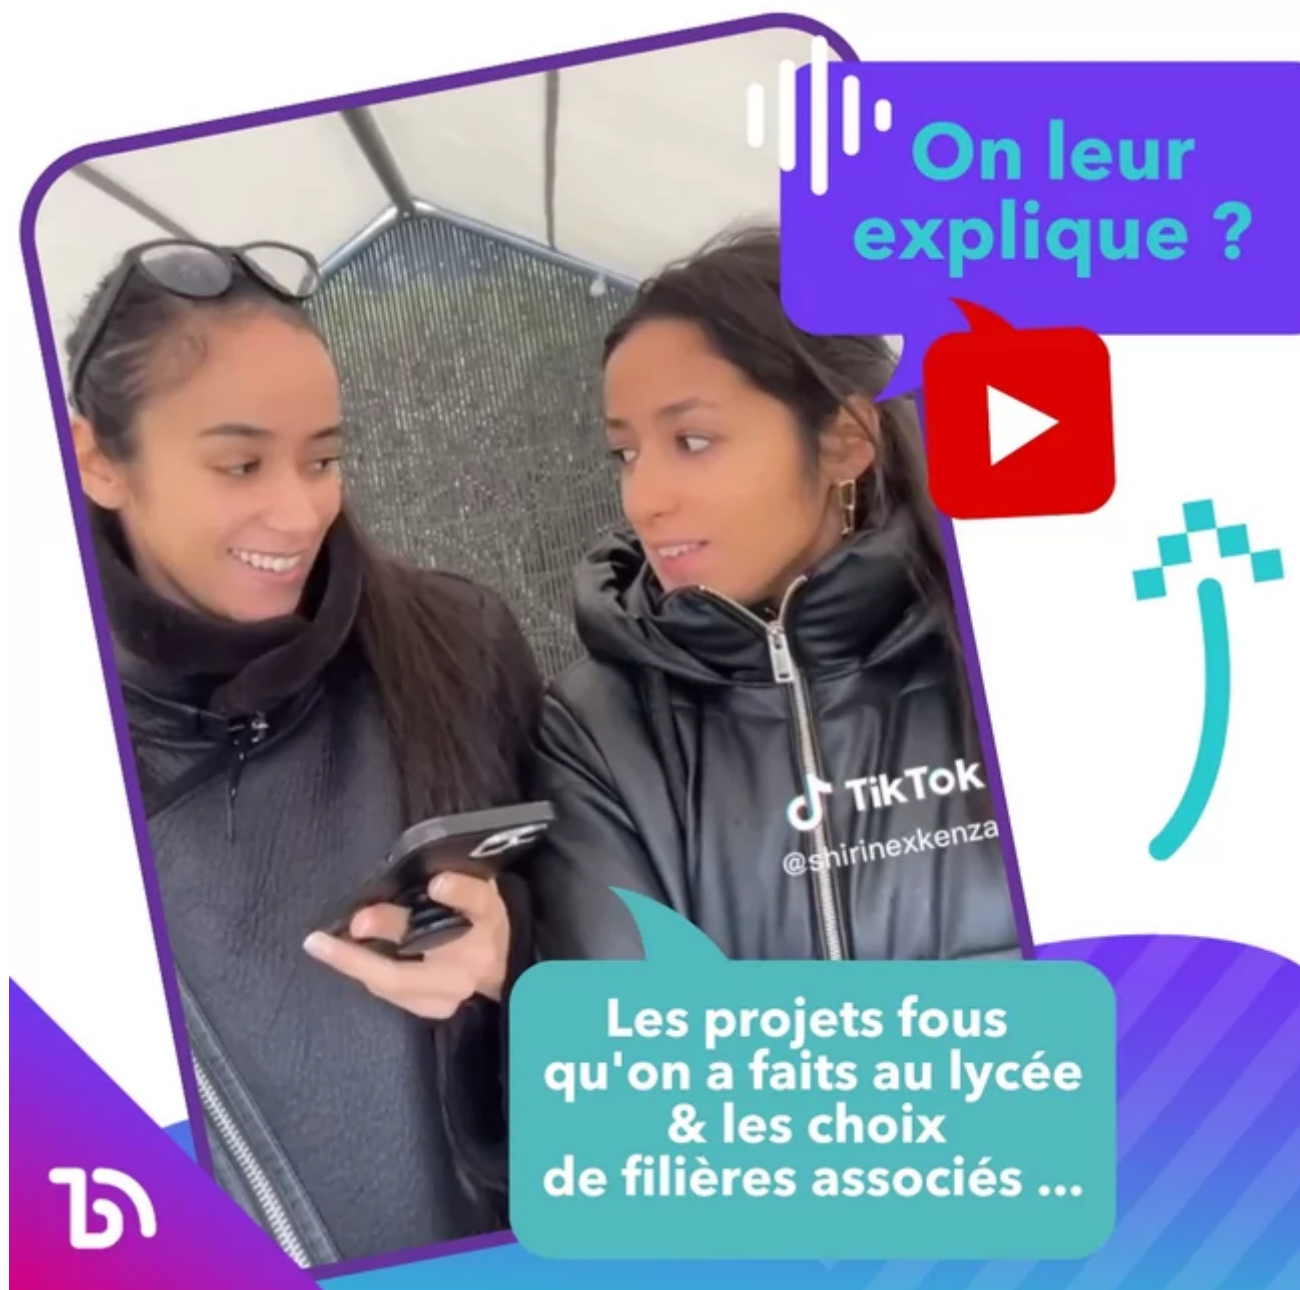 On leur
explique ?
TikTok
@shirinexkenza
Les projets fous
qu'on a faits au lycée
& les choix
de filières associés ...